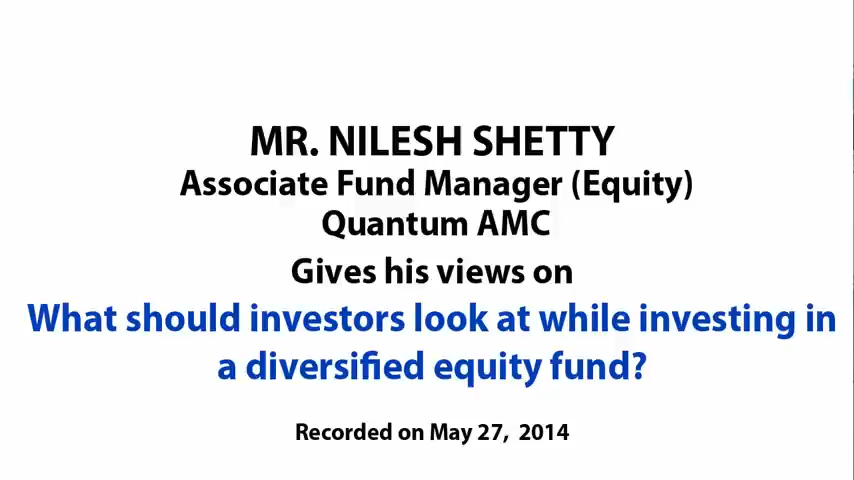 MR. NILESH SHETTY
Associate Fund Manager (Equity)
Quantum AMC
Gives his views on
What should investors look at while investing in
a diversified equity fund?
Recorded on May 27, 2014